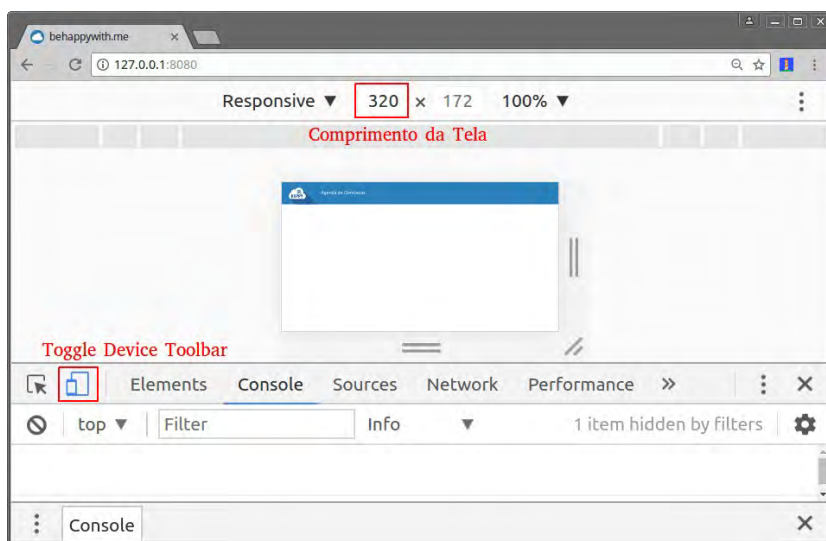 behappywith.me
127.0.0.1:8080
Responsive ▼ 320 × 172 100% ▼
Comprimento da Tela
Toggle Device Toolbar
Elements Console Sources Network Performance »
top ▼ Filter Info ▼ 1 item hidden by filters
Console